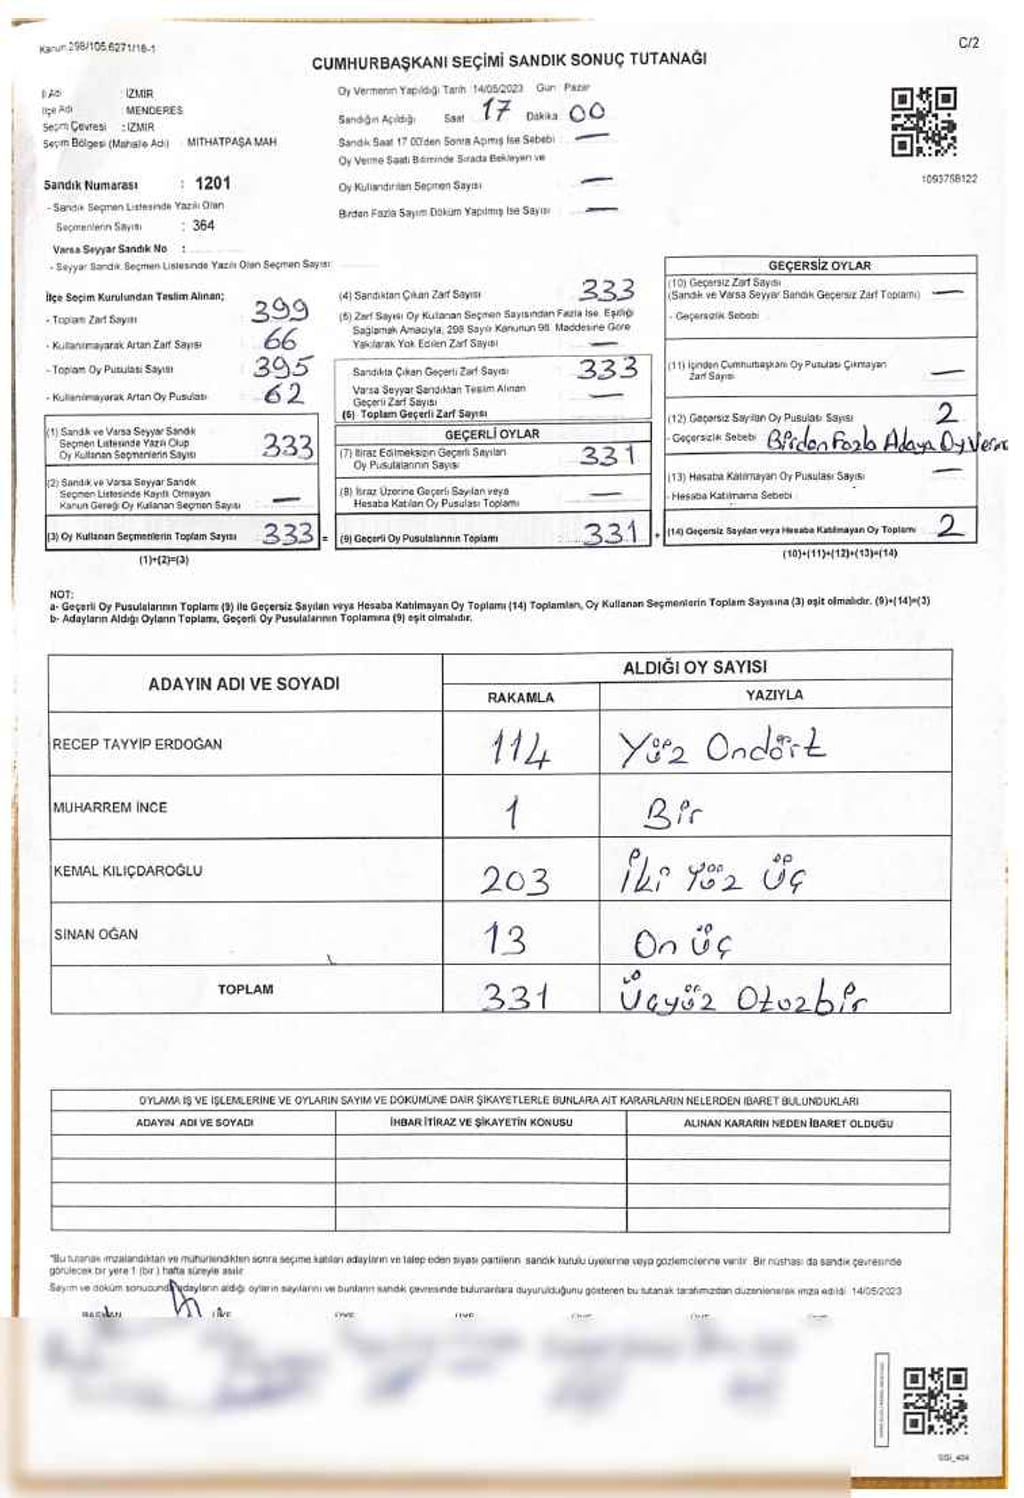 Kanun 298/105,6271/18-1
C/2
CUMHURBAŞKANI SEÇİMİ SANDIK SONUÇ TUTANAĞI
İl Adı : İZMİR
İlçe Adı : MENDERES
Seçim Çevresi : İZMİR
Seçim Bölgesi (Mahalle Adı) : MİTHATPAŞA MAH
Sandık Numarası : 1201
- Sandık Seçmen Listesinde Yazılı Olan
Seçmenlerin Sayısı : 364
Varsa Seyyar Sandık No :
- Seyyar Sandık Seçmen Listesinde Yazılı Olan Seçmen Sayısı:
Oy Vermenin Yapıldığı Tarih 14/05/2023 Gün Pazar
Sandığın Açıldığı Saat 17 Dakika 00
Sandık Saat 17 00'den Sonra Açılmış İse Sebebi : —
Oy Verme Saati Bitiminde Sırada Bekleyen ve
Oy Kullandırılan Seçmen Sayısı —
Birden Fazla Sayım Döküm Yapılmış İse Sayısı —
1093758122
İlçe Seçim Kurulundan Teslim Alınan;
- Toplam Zarf Sayısı 399
- Kullanılmayarak Artan Zarf Sayısı 66
- Toplam Oy Pusulası Sayısı 395
- Kullanılmayarak Artan Oy Pusulası 62
(1) Sandık ve Varsa Seyyar Sandık
Seçmen Listesinde Yazılı Olup
Oy Kullanan Seçmenlerin Sayısı 333
(2) Sandık ve Varsa Seyyar Sandık
Seçmen Listesinde Kayıtlı Olmayan
Kanun Gereği Oy Kullanan Seçmen Sayısı —
(3) Oy Kullanan Seçmenlerin Toplam Sayısı 333 =
(1)+(2)=(3)
(4) Sandıktan Çıkan Zarf Sayısı 333
(5) Zarf Sayısı Oy Kullanan Seçmen Sayısından Fazla İse, Eşitliği
Sağlamak Amacıyla, 298 Sayılı Kanunun 98. Maddesine Göre
Yakılarak Yok Edilen Zarf Sayısı —
Sandıkta Çıkan Geçerli Zarf Sayısı 333
Varsa Seyyar Sandıktan Teslim Alınan
Geçerli Zarf Sayısı —
(6) Toplam Geçerli Zarf Sayısı
GEÇERLİ OYLAR
(7) İtiraz Edilmeksizin Geçerli Sayılan
Oy Pusulalarının Sayısı 331
(8) İtiraz Üzerine Geçerli Sayılan veya
Hesaba Katılan Oy Pusulası Toplamı —
(9) Geçerli Oy Pusulalarının Toplamı 331 +
GEÇERSİZ OYLAR
(10) Geçersiz Zarf Sayısı
(Sandık ve Varsa Seyyar Sandık Geçersiz Zarf Toplamı) —
- Geçersizlik Sebebi
(11) İçinden Cumhurbaşkanı Oy Pusulası Çıkmayan
Zarf Sayısı —
(12) Geçersiz Sayılan Oy Pusulası Sayısı 2
- Geçersizlik Sebebi Birden Fazla Adaya Oy Verme
(13) Hesaba Katılmayan Oy Pusulası Sayısı —
- Hesaba Katılmama Sebebi
(14) Geçersiz Sayılan veya Hesaba Katılmayan Oy Toplamı 2
(10)+(11)+(12)+(13)=(14)
NOT:
a- Geçerli Oy Pusulalarının Toplamı (9) ile Geçersiz Sayılan veya Hesaba Katılmayan Oy Toplamı (14) Toplamları, Oy Kullanan Seçmenlerin Toplam Sayısına (3) eşit olmalıdır. (9)+(14)=(3)
b- Adayların Aldığı Oyların Toplamı, Geçerli Oy Pusulalarının Toplamına (9) eşit olmalıdır.
ADAYIN ADI VE SOYADI
ALDIĞI OY SAYISI
RAKAMLA YAZIYLA
RECEP TAYYİP ERDOĞAN 114 Yüz Ondört
MUHARREM İNCE 1 Bir
KEMAL KILIÇDAROĞLU 203 İki Yüz Üç
SİNAN OĞAN 13 On Üç
TOPLAM 331 Üçyüz Otuzbir
OYLAMA İŞ VE İŞLEMLERİNE VE OYLARIN SAYIM VE DÖKÜMÜNE DAİR ŞİKAYETLERLE BUNLARA AİT KARARLARIN NELERDEN İBARET BULUNDUKLARI
ADAYIN ADI VE SOYADI İHBAR İTİRAZ VE ŞİKAYETİN KONUSU ALINAN KARARIN NEDEN İBARET OLDUĞU
"Bu tutanak imzalandıktan ve mühürlendikten sonra seçime katılan adayların ve talep eden siyasi partilerin sandık kurulu üyelerine veya gözlemcilerine verilir. Bir nüshası da sandık çevresinde
görülecek bir yere 1 (bir) hafta süreyle asılır.
Sayım ve döküm sonucunda adayların aldığı oyların sayılarını ve bunların sandık çevresinde bulunanlara duyurulduğunu gösteren bu tutanak tarafımızdan düzenlenerek imza edildi. 14/05/2023
BAŞKAN ÜYE ÜYE ÜYE ÜYE ÜYE ÜYE